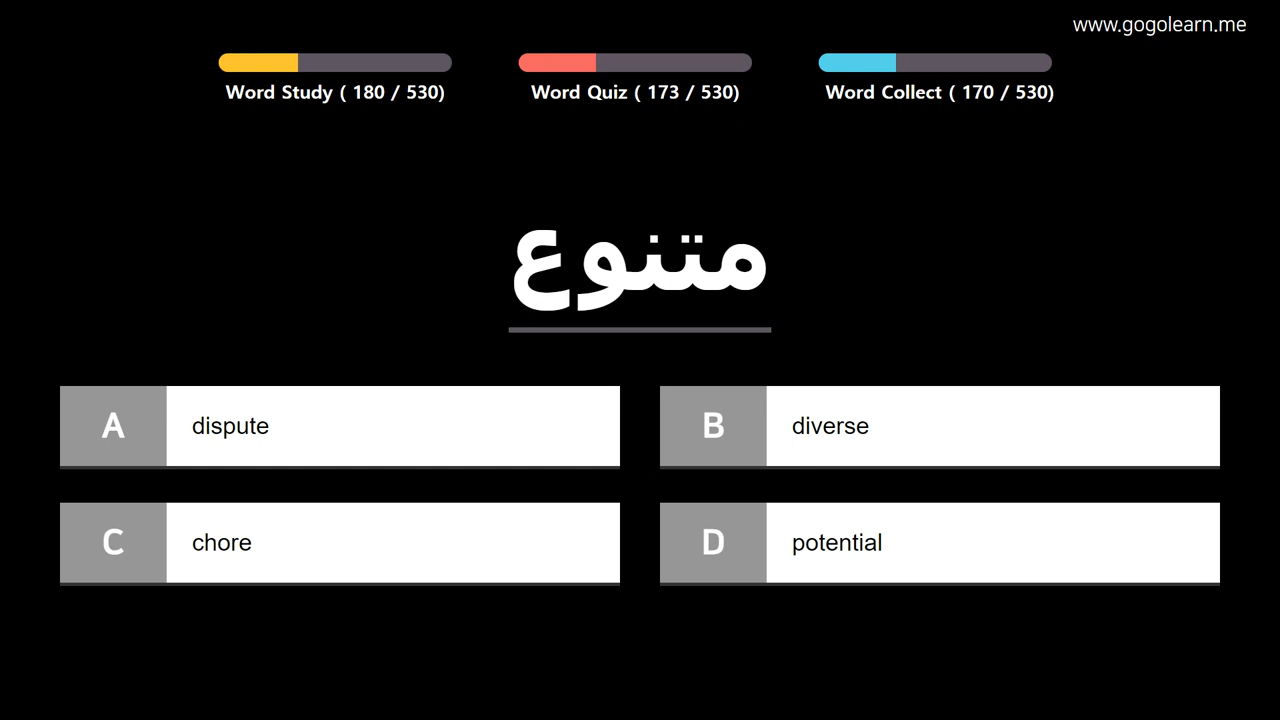 www.gogolearn.me
Word Study ( 180 / 530)
Word Quiz ( 173 / 530)
Word Collect ( 170 / 530)
متنوع
A dispute
B diverse
C chore
D potential